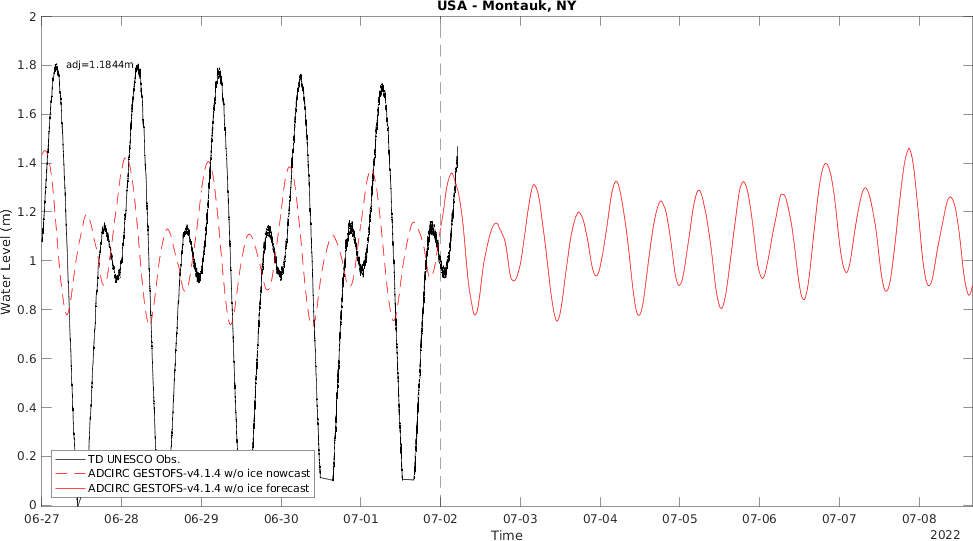 USA - Montauk, NY
2
1.8
1.6
1.4
1.2
1
0.8
0.6
0.4
0.2
0
Water Level (m)
adj=1.1844m
TD UNESCO Obs.
ADCIRC GESTOFS-v4.1.4 w/o ice nowcast
ADCIRC GESTOFS-v4.1.4 w/o ice forecast
06-27 06-28 06-29 06-30 07-01 07-02 07-03 07-04 07-05 07-06 07-07 07-08
Time
2022